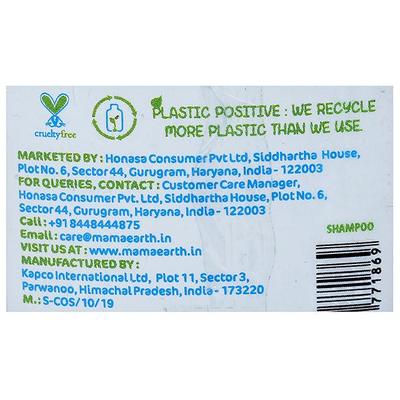 crueltyfree
PLASTIC POSITIVE : WE RECYCLE
MORE PLASTIC THAN WE USE.
MARKETED BY : Honasa Consumer Pvt Ltd, Siddhartha House,
Plot No. 6, Sector 44, Gurugram, Haryana, India - 122003
FOR QUERIES, CONTACT : Customer Care Manager,
Honasa Consumer Pvt. Ltd, Siddhartha House, Plot No. 6,
Sector 44, Gurugram, Haryana, India - 122003
Call : +91 8448444875
Email : care@mamaearth.in
VISIT US AT : www.mamaearth.in
MANUFACTURED BY :
Kapco International Ltd, Plot 11, Sector 3,
Parwanoo, Himachal Pradesh, India- 173220
M.: S-COS/10/19
SHAMPOO
771869